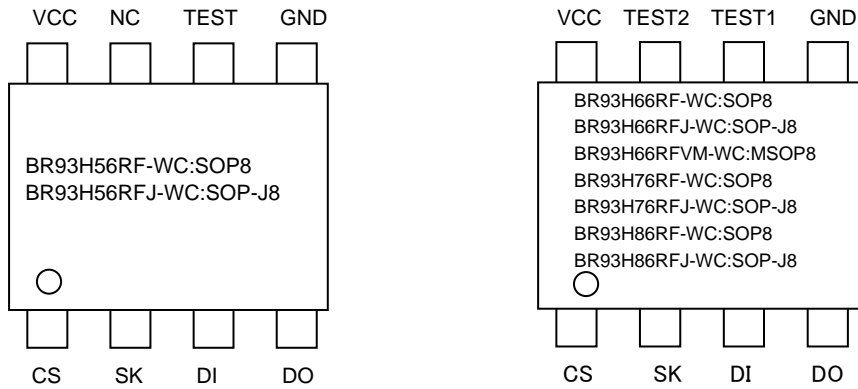 VCC NC TEST GND
BR93H56RF-WC:SOP8
BR93H56RFJ-WC:SOP-J8
CS SK DI DO
VCC TEST2 TEST1 GND
BR93H66RF-WC:SOP8
BR93H66RFJ-WC:SOP-J8
BR93H66RFVM-WC:MSOP8
BR93H76RF-WC:SOP8
BR93H76RFJ-WC:SOP-J8
BR93H86RF-WC:SOP8
BR93H86RFJ-WC:SOP-J8
CS SK DI DO